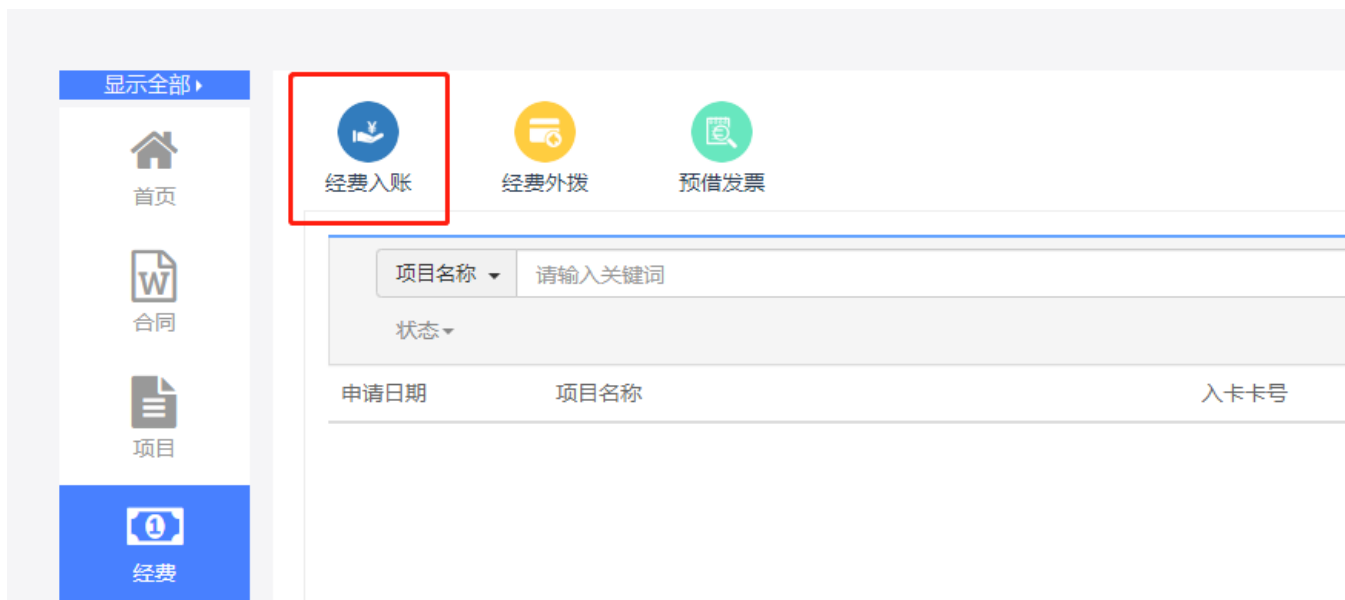 显示全部
首页
合同
项目
经费
经费入账
经费外拨
预借发票
项目名称
请输入关键词
状态
申请日期
项目名称
入卡卡号